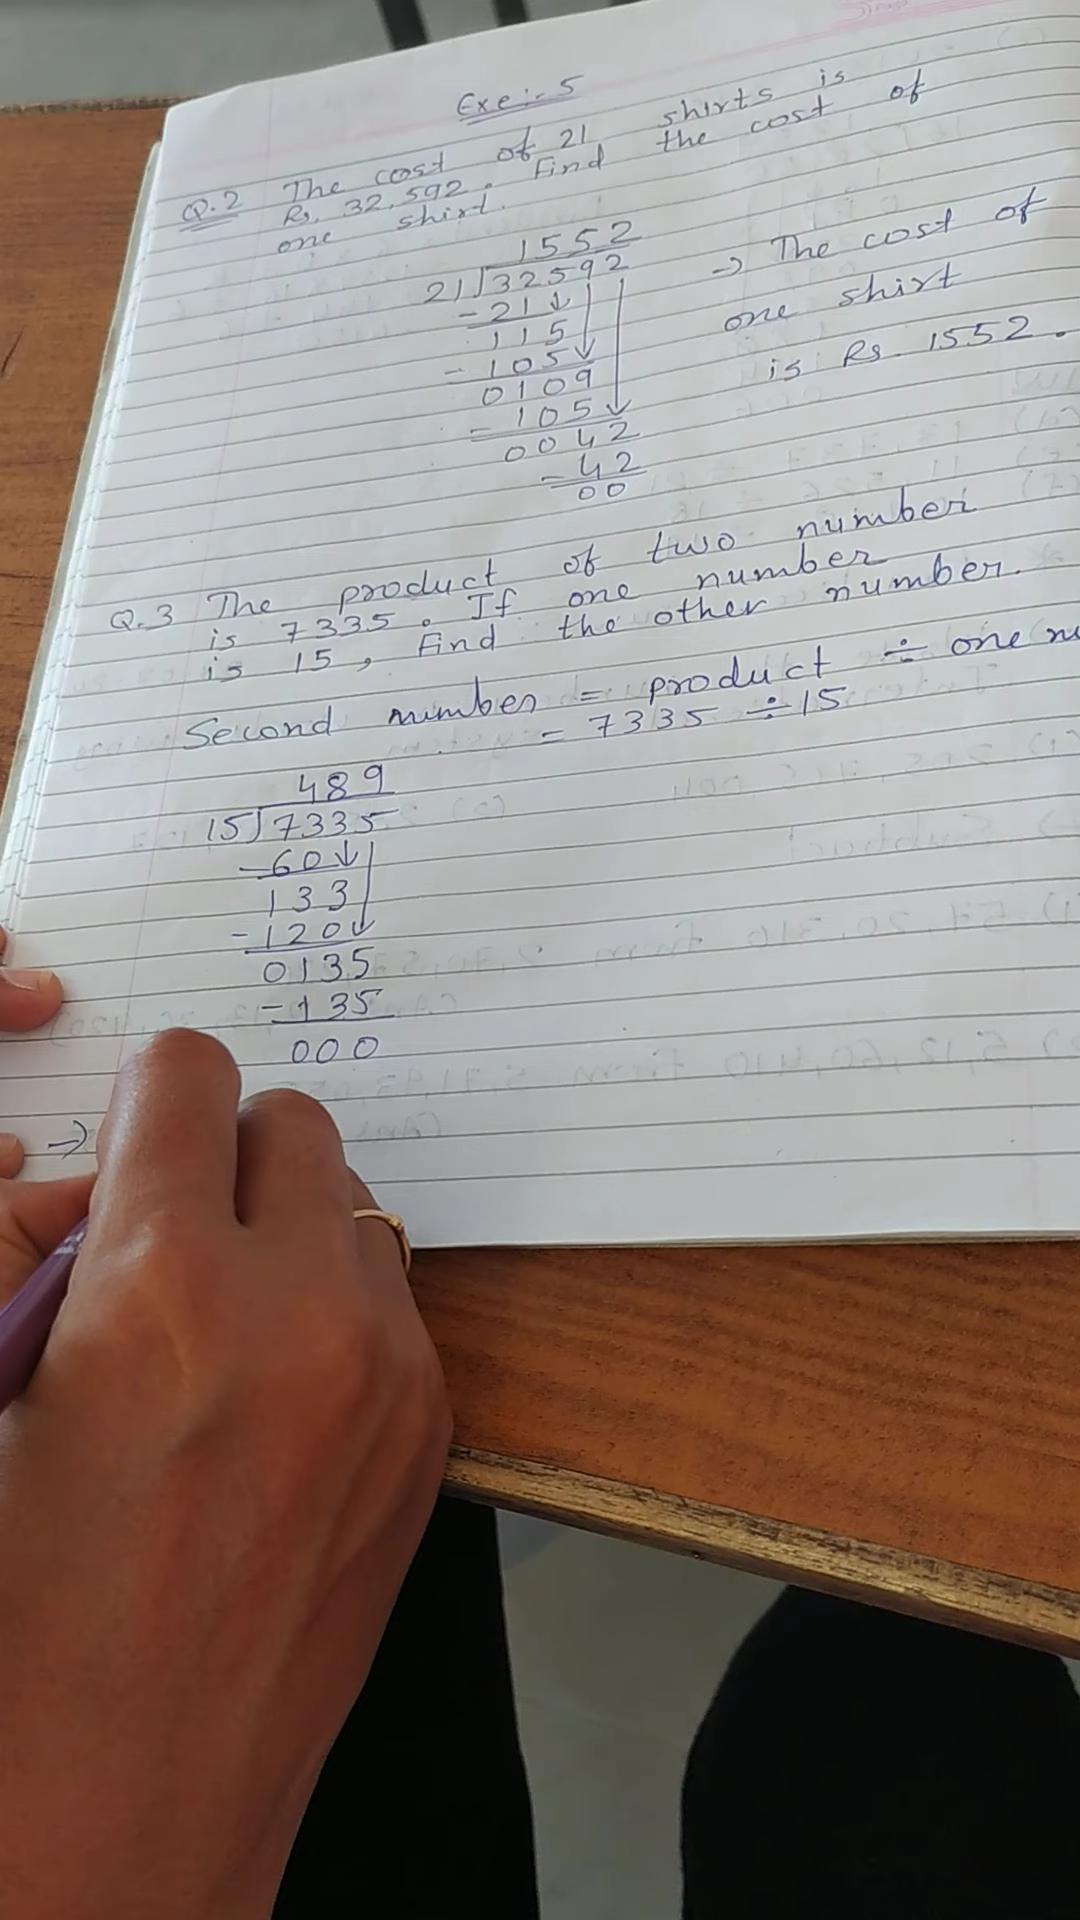 Exe:- 5
Q.2 The cost of 21 shirts is
Rs. 32,592. Find the cost of
one shirt.
1552
21)32592
-21
115
-105
0109
-105
0042
-42
00
→ The cost of
one shirt
is Rs. 1552.
Q.3 The product of two number
is 7335. If one number
is 15, Find the other number.
Second number = product ÷ one nu
= 7335 ÷ 15
489
15)7335
-60
133
-120
0135
-135
000
→